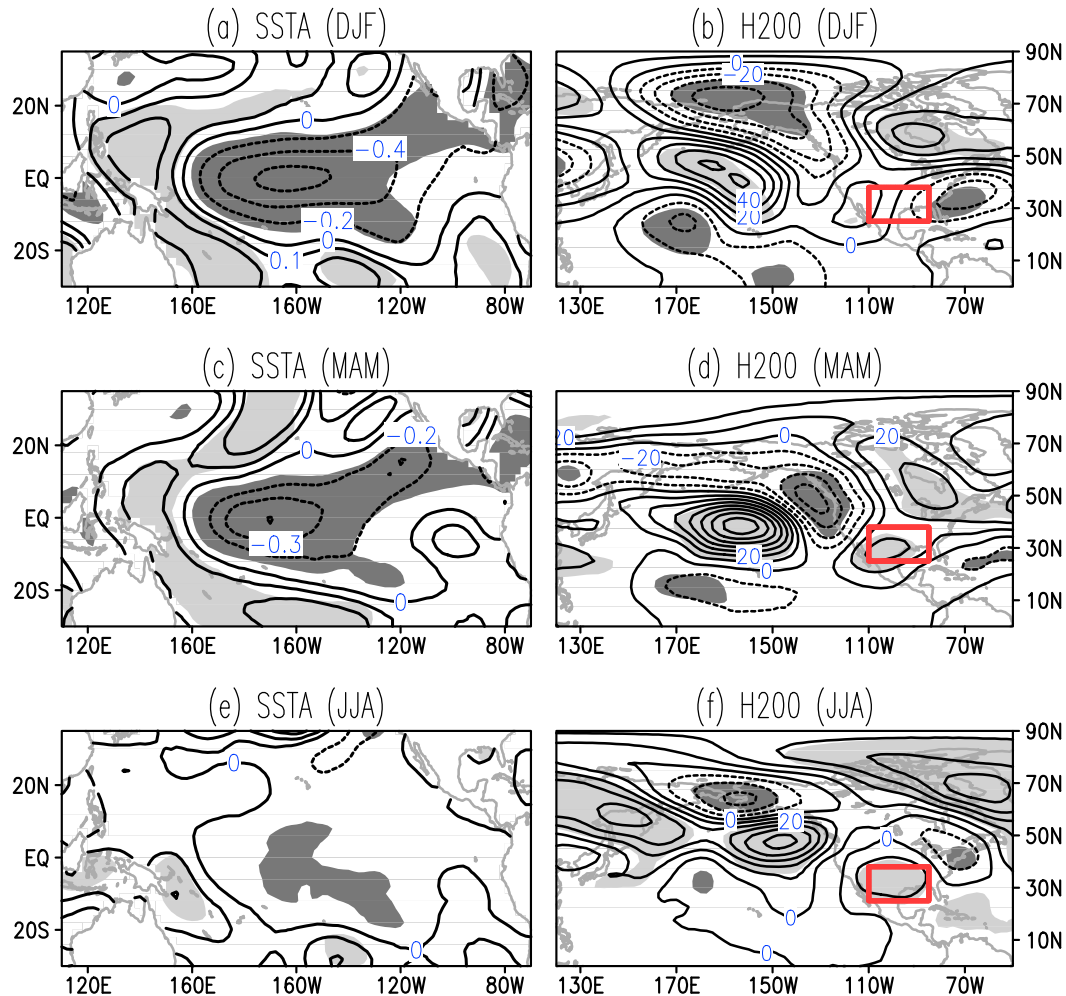 (a) SSTA (DJF)
(b) H200 (DJF)
20N
EQ
20S
0
0
−0.4
−0.2
0
0.1
120E
160E
160W
120W
80W
0
−20
40
20
0
90N
70N
50N
30N
10N
130E
170E
150W
110W
70W
(c) SSTA (MAM)
(d) H200 (MAM)
20N
EQ
20S
−0.2
0
−0.3
0
120E
160E
160W
120W
80W
20
0
20
−20
20
0
90N
70N
50N
30N
10N
130E
170E
150W
110W
70W
(e) SSTA (JJA)
(f) H200 (JJA)
20N
EQ
20S
0
0
120E
160E
160W
120W
80W
0
20
0
0
0
90N
70N
50N
30N
10N
130E
170E
150W
110W
70W